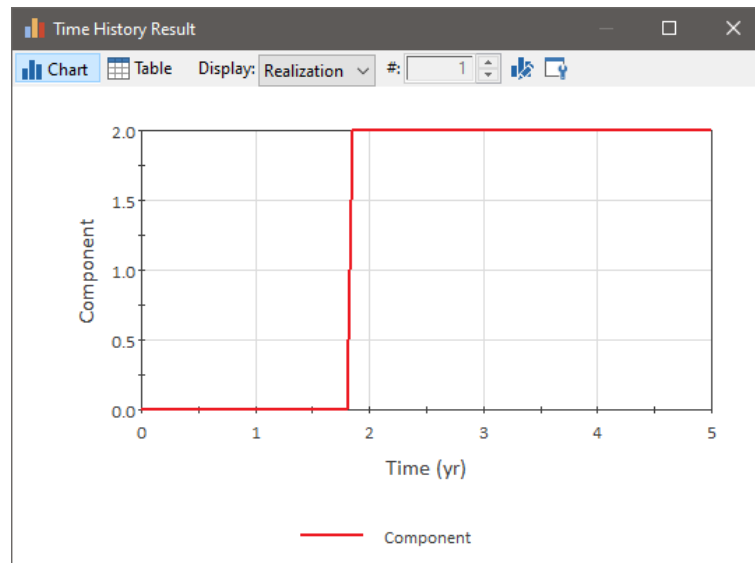 Time History Result
Chart Table Display: Realization #: 1
2.0
1.5
1.0
0.5
0.0
Component
0 1 2 3 4 5
Time (yr)
Component